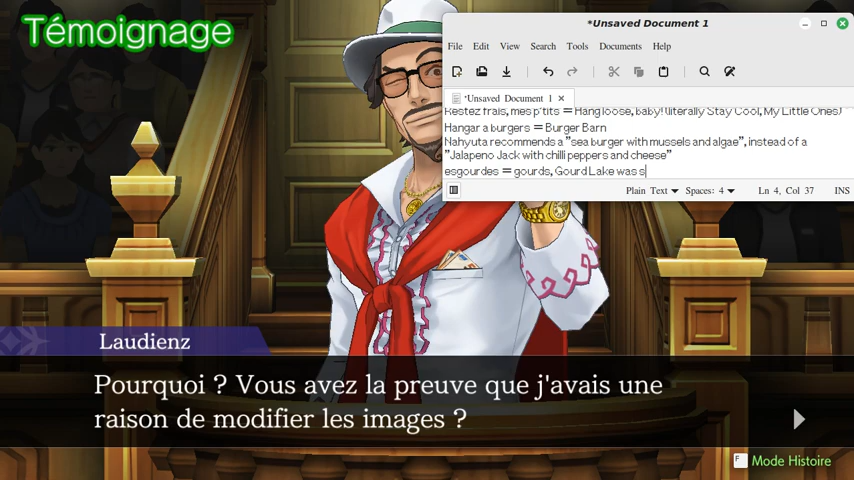 Témoignage
*Unsaved Document 1
File Edit View Search Tools Documents Help
*Unsaved Document 1
Restez frais, mes p'tits = Hang loose, baby! (literally Stay Cool, My Little Ones)
Hangar a burgers = Burger Barn
Nahyuta recommends a "sea burger with mussels and algae", instead of a
"Jalapeno Jack with chilli peppers and cheese"
esgourdes = gourds, Gourd Lake was s
Plain Text Spaces: 4 Ln 4, Col 37 INS
Laudienz
Pourquoi ? Vous avez la preuve que j'avais une
raison de modifier les images ?
F Mode Histoire